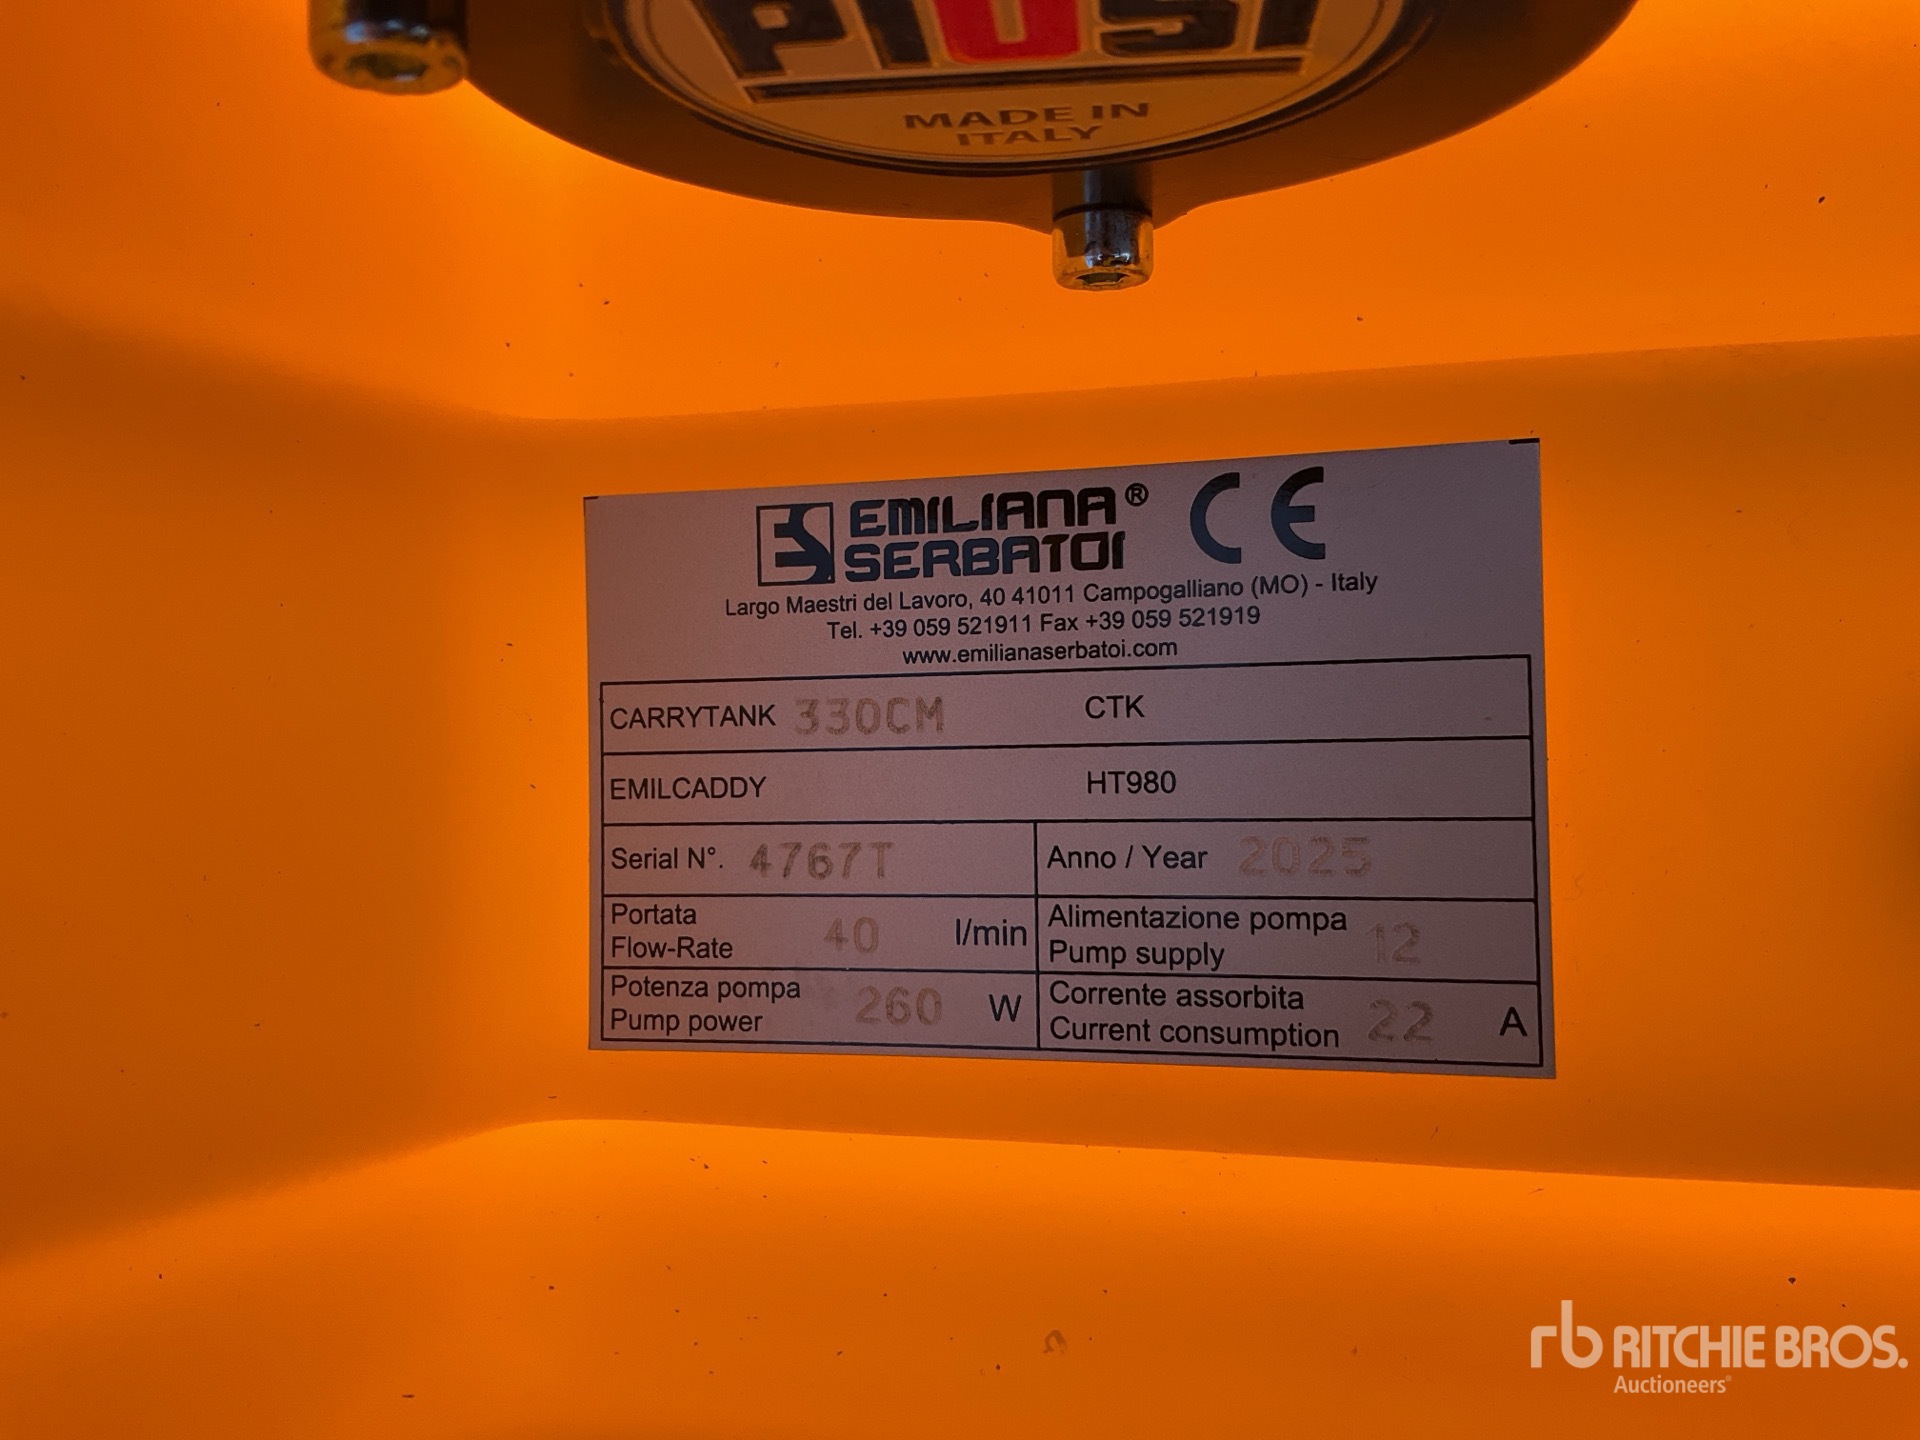 PIUSI
MADE IN
ITALY
EMILIANA®
SERBATOI
CE
Largo Maestri del Lavoro, 40 41011 Campogalliano (MO) - Italy
Tel. +39 059 521911 Fax +39 059 521919
www.emilianaserbatoi.com
CARRYTANK 330CM CTK
EMILCADDY HT980
Serial N°. 4767T Anno / Year 2025
Portata
Flow-Rate 40 l/min
Alimentazione pompa
Pump supply 12
Potenza pompa
Pump power 260 W
Corrente assorbita
Current consumption 22 A
rb RITCHIE BROS.
Auctioneers